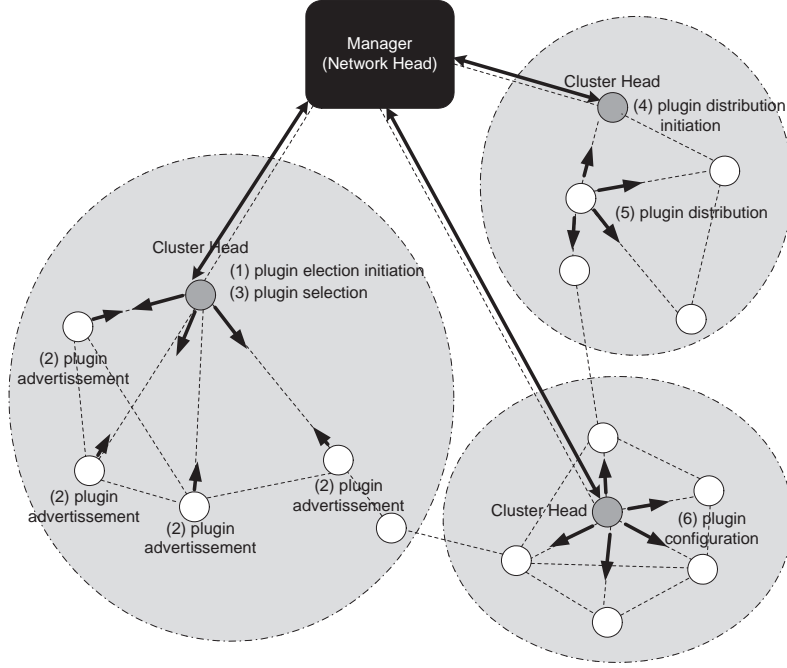 Manager
(Network Head)
Cluster Head
(4) plugin distribution
initiation
(5) plugin distribution
Cluster Head
(1) plugin election initiation
(3) plugin selection
(2) plugin
advertissement
(2) plugin
advertissement
(2) plugin
advertissement
(2) plugin
advertissement
Cluster Head
(6) plugin
configuration